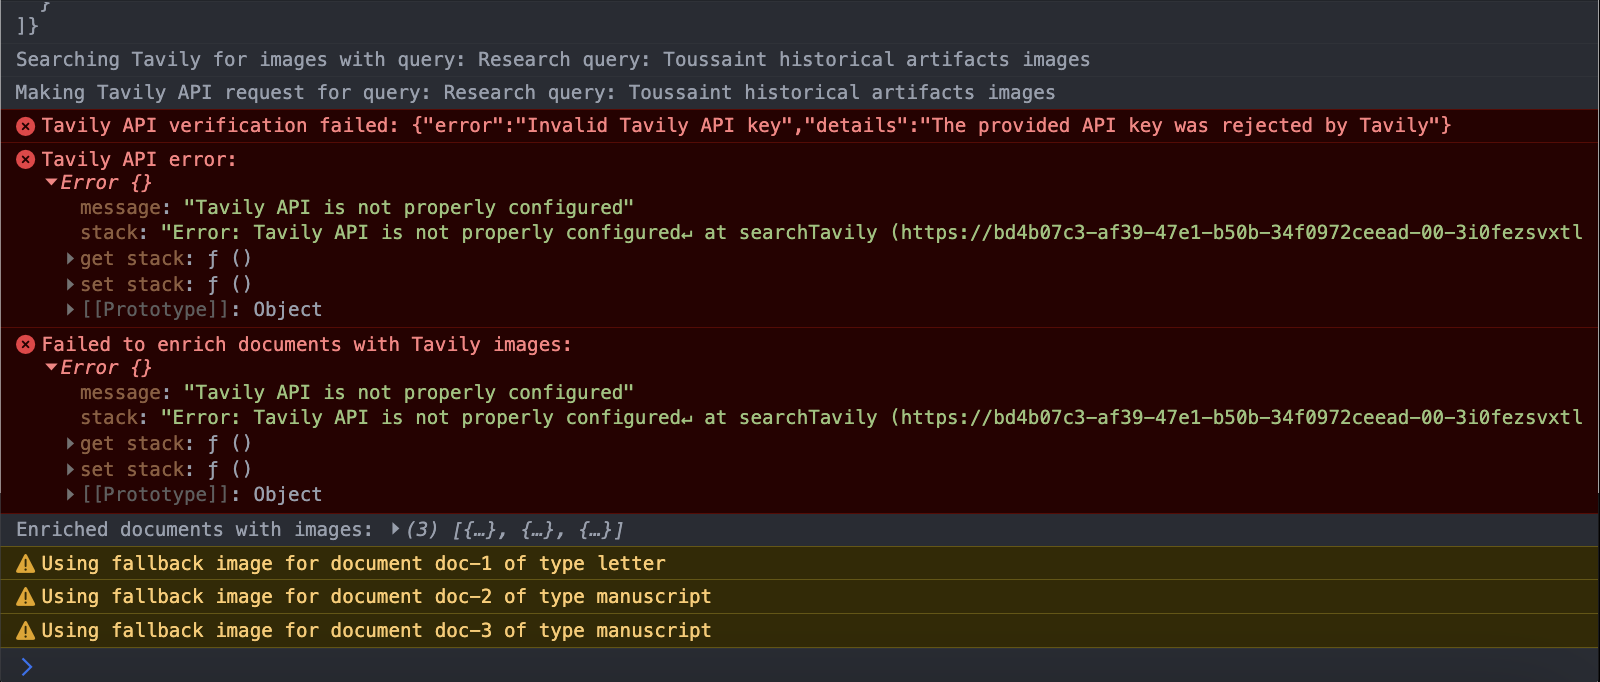 }
]}
Searching Tavily for images with query: Research query: Toussaint historical artifacts images
Making Tavily API request for query: Research query: Toussaint historical artifacts images
Tavily API verification failed: {"error":"Invalid Tavily API key","details":"The provided API key was rejected by Tavily"}
Tavily API error:
Error {}
message: "Tavily API is not properly configured"
stack: "Error: Tavily API is not properly configured↵ at searchTavily (https://bd4b07c3-af39-47e1-b50b-34f0972ceead-00-3i0fezsvxtl
get stack: ƒ ()
set stack: ƒ ()
[[Prototype]]: Object
Failed to enrich documents with Tavily images:
Error {}
message: "Tavily API is not properly configured"
stack: "Error: Tavily API is not properly configured↵ at searchTavily (https://bd4b07c3-af39-47e1-b50b-34f0972ceead-00-3i0fezsvxtl
get stack: ƒ ()
set stack: ƒ ()
[[Prototype]]: Object
Enriched documents with images: (3) [{…}, {…}, {…}]
Using fallback image for document doc-1 of type letter
Using fallback image for document doc-2 of type manuscript
Using fallback image for document doc-3 of type manuscript